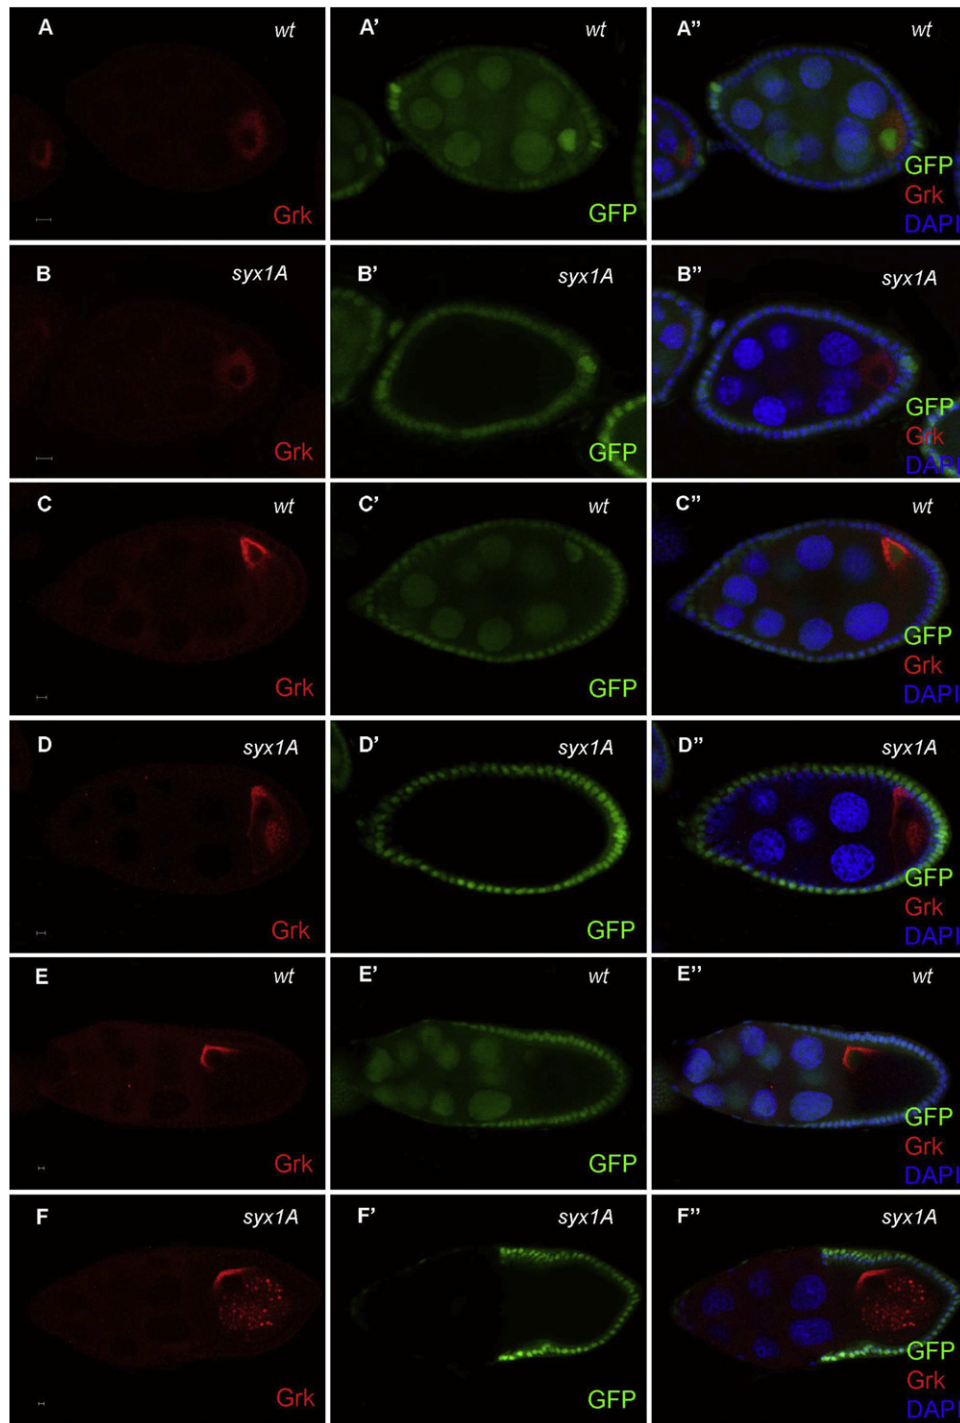 A wt Grk
A' wt GFP
A'' wt GFP
Grk
DAPI
B syx1A Grk
B' syx1A GFP
B'' syx1A GFP
Grk
DAPI
C wt Grk
C' wt GFP
C'' wt GFP
Grk
DAPI
D syx1A Grk
D' syx1A GFP
D'' syx1A GFP
Grk
DAPI
E wt Grk
E' wt GFP
E'' wt GFP
Grk
DAPI
F syx1A Grk
F' syx1A GFP
F'' syx1A GFP
Grk
DAPI